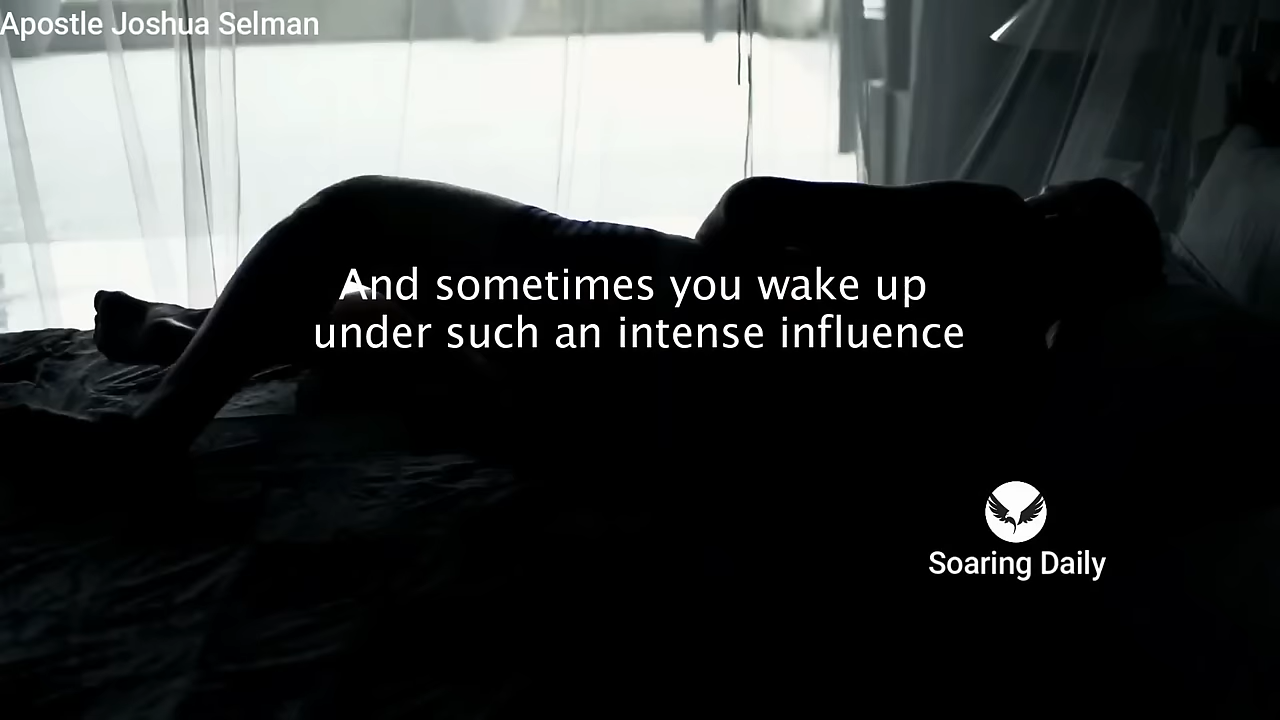 Apostle Joshua Selman
And sometimes you wake up
under such an intense influence
Soaring Daily